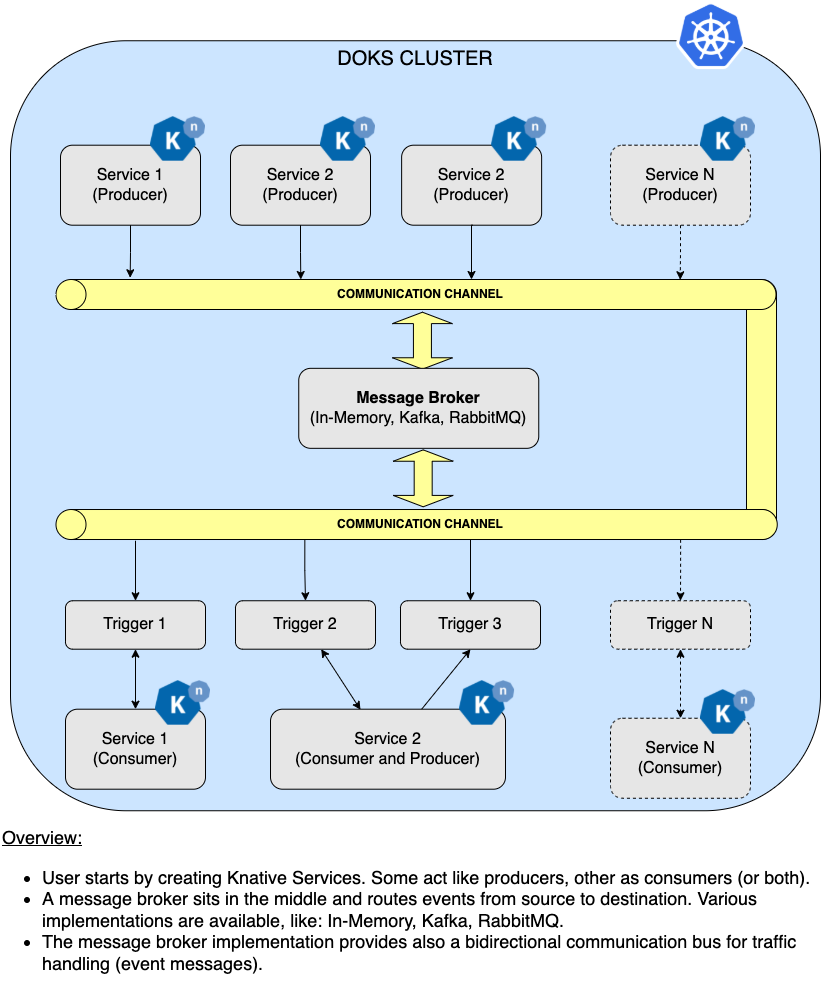 DOKS CLUSTER
K n
K n
K n
K n
Service 1
(Producer)
Service 2
(Producer)
Service 2
(Producer)
Service N
(Producer)
COMMUNICATION CHANNEL
Message Broker
(In-Memory, Kafka, RabbitMQ)
COMMUNICATION CHANNEL
Trigger 1
Trigger 2
Trigger 3
Trigger N
K n
K n
K n
Service 1
(Consumer)
Service 2
(Consumer and Producer)
Service N
(Consumer)
Overview:
• User starts by creating Knative Services. Some act like producers, other as consumers (or both).
• A message broker sits in the middle and routes events from source to destination. Various
implementations are available, like: In-Memory, Kafka, RabbitMQ.
• The message broker implementation provides also a bidirectional communication bus for traffic
handling (event messages).